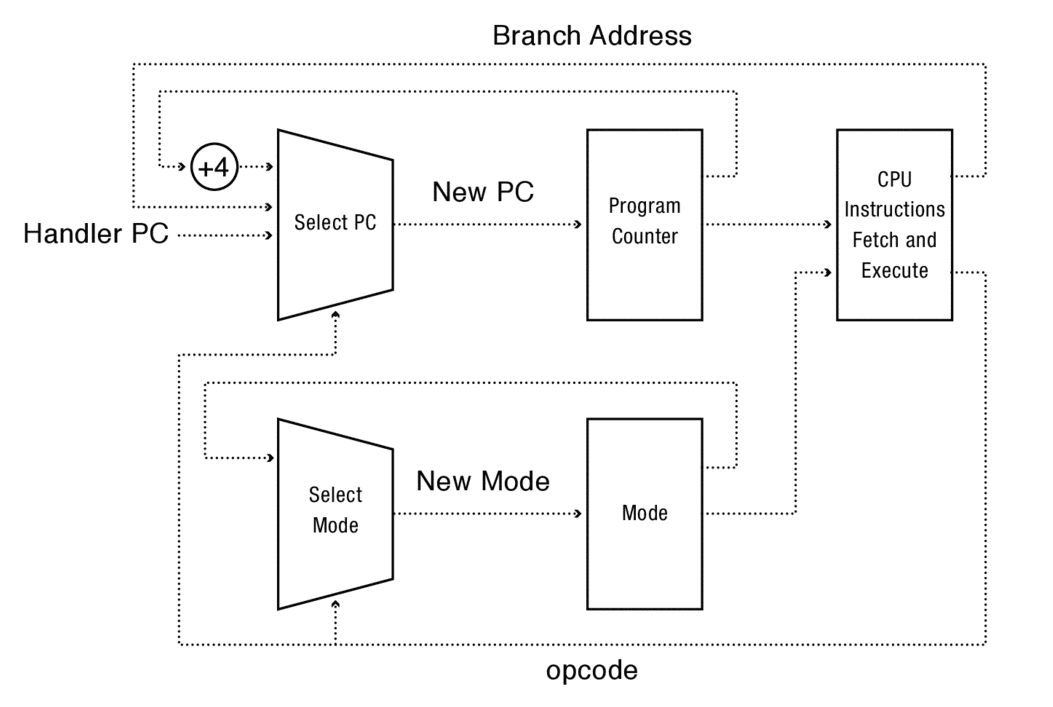 Branch Address
+4
Handler PC
Select PC
New PC
Program
Counter
CPU
Instructions
Fetch and
Execute
Select
Mode
New Mode
Mode
opcode